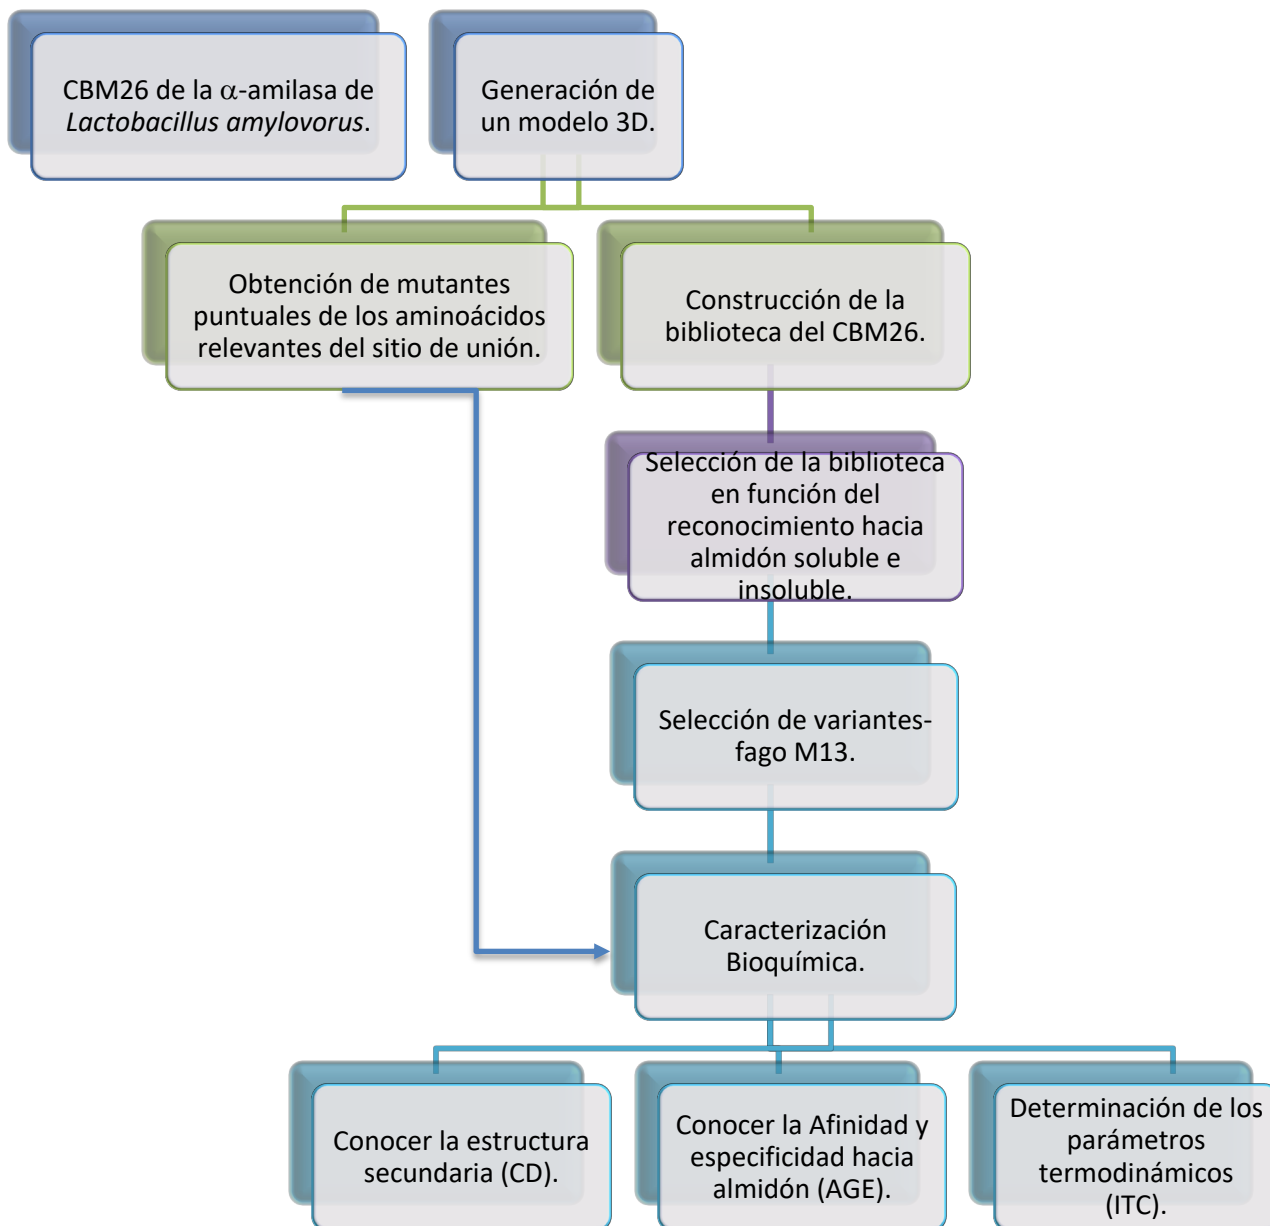 CBM26 de la α-amilasa de
Lactobacillus amylovorus.
Generación de
un modelo 3D.
Obtención de mutantes
puntuales de los aminoácidos
relevantes del sitio de unión.
Construcción de la
biblioteca del CBM26.
Selección de la biblioteca
en función del
reconocimiento hacia
almidón soluble e
insoluble.
Selección de variantes-
fago M13.
Caracterización
Bioquímica.
Conocer la estructura
secundaria (CD).
Conocer la Afinidad y
especificidad hacia
almidón (AGE).
Determinación de los
parámetros
termodinámicos
(ITC).